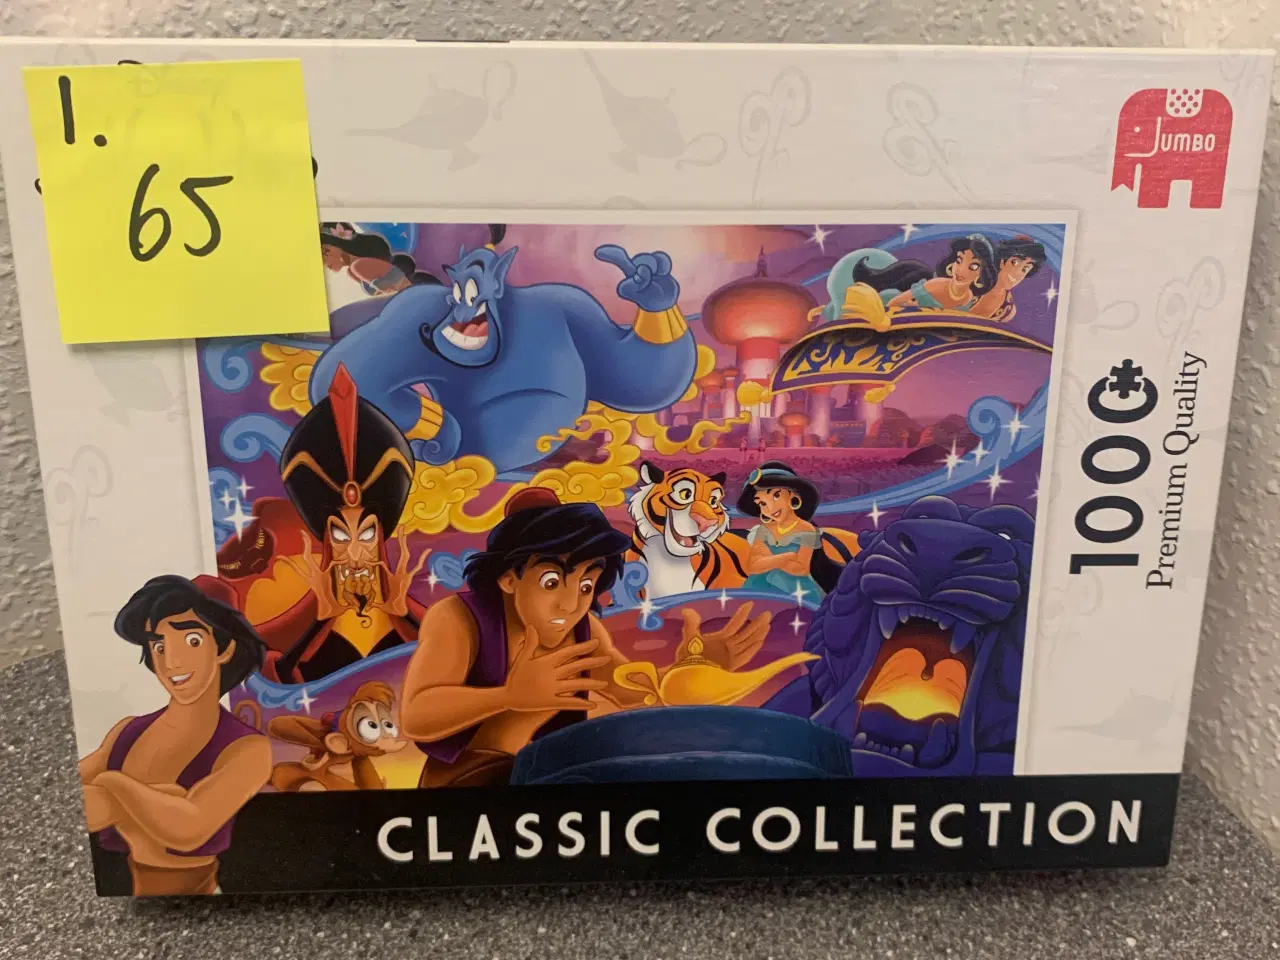 1.
65
JUMBO
1000
Premium Quality
CLASSIC COLLECTION